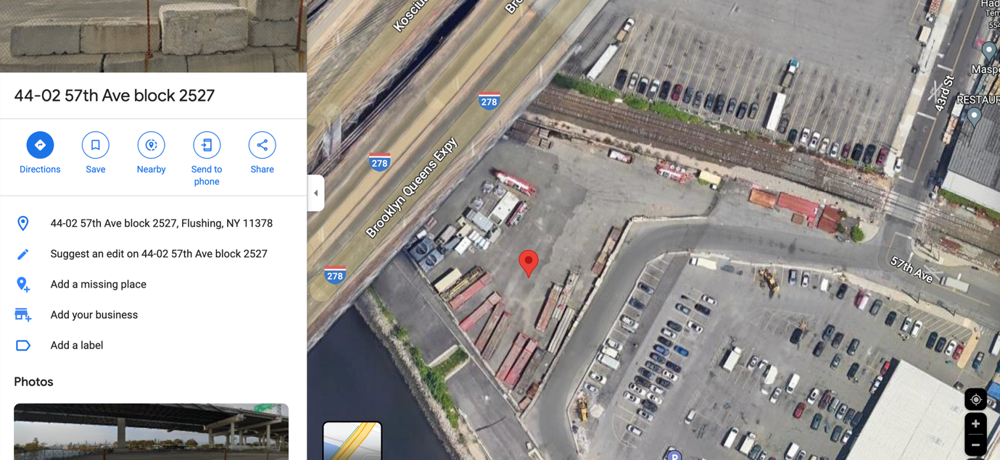 44-02 57th Ave block 2527
Directions
Save
Nearby
Send to
phone
Share
44-02 57th Ave block 2527, Flushing, NY 11378
Suggest an edit on 44-02 57th Ave block 2527
Add a missing place
Add your business
Add a label
Photos
Kosciu
Bro
278
278
278
Brooklyn Queens Expy
43rd St
57th Ave
Had
Tem
554
Maspe
RESTAUR
P